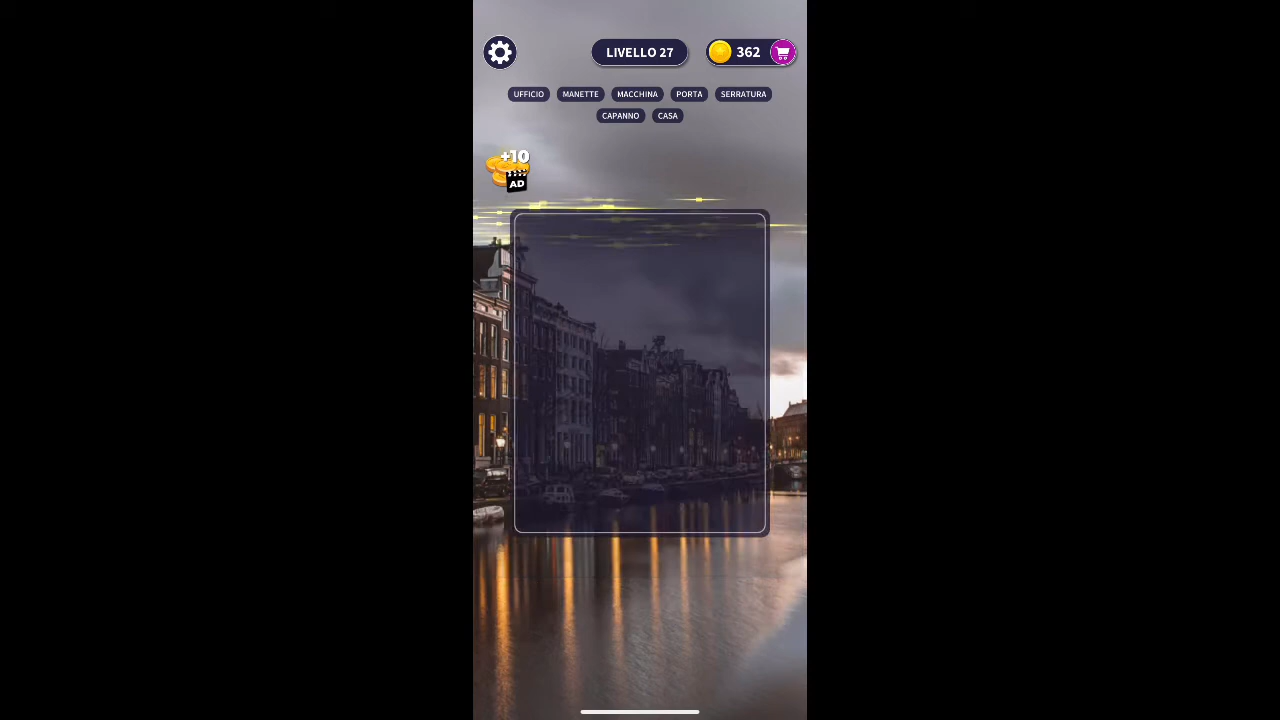 LIVELLO 27 362
UFFICIO MANETTE MACCHINA PORTA SERRATURA
CAPANNO CASA
+10
AD